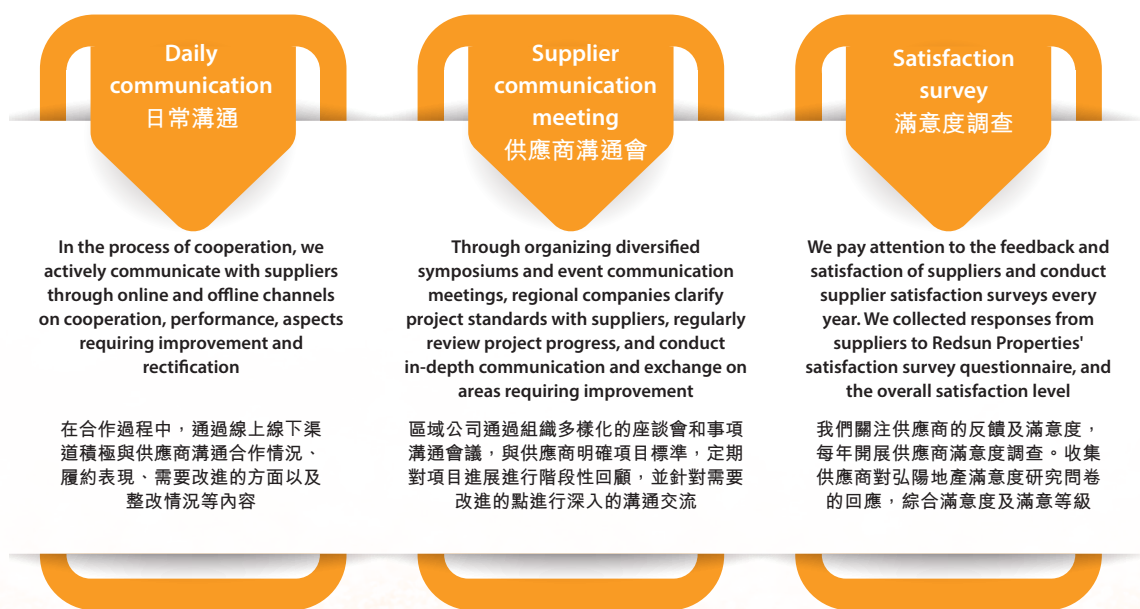 Daily
communication
日常溝通
In the process of cooperation, we
actively communicate with suppliers
through online and offline channels
on cooperation, performance, aspects
requiring improvement and
rectification
在合作過程中，通過線上線下渠
道積極與供應商溝通合作情況、
履約表現、需要改進的方面以及
整改情況等內容
Supplier
communication
meeting
供應商溝通會
Through organizing diversified
symposiums and event communication
meetings, regional companies clarify
project standards with suppliers, regularly
review project progress, and conduct
in-depth communication and exchange on
areas requiring improvement
區域公司通過組織多樣化的座談會和事項
溝通會議，與供應商明確項目標準，定期
對項目進展進行階段性回顧，並針對需要
改進的點進行深入的溝通交流
Satisfaction
survey
滿意度調查
We pay attention to the feedback and
satisfaction of suppliers and conduct
supplier satisfaction surveys every
year. We collected responses from
suppliers to Redsun Properties'
satisfaction survey questionnaire, and
the overall satisfaction level
我們關注供應商的反饋及滿意度，
每年開展供應商滿意度調查。收集
供應商對弘陽地產滿意度研究問卷
的回應，綜合滿意度及滿意等級